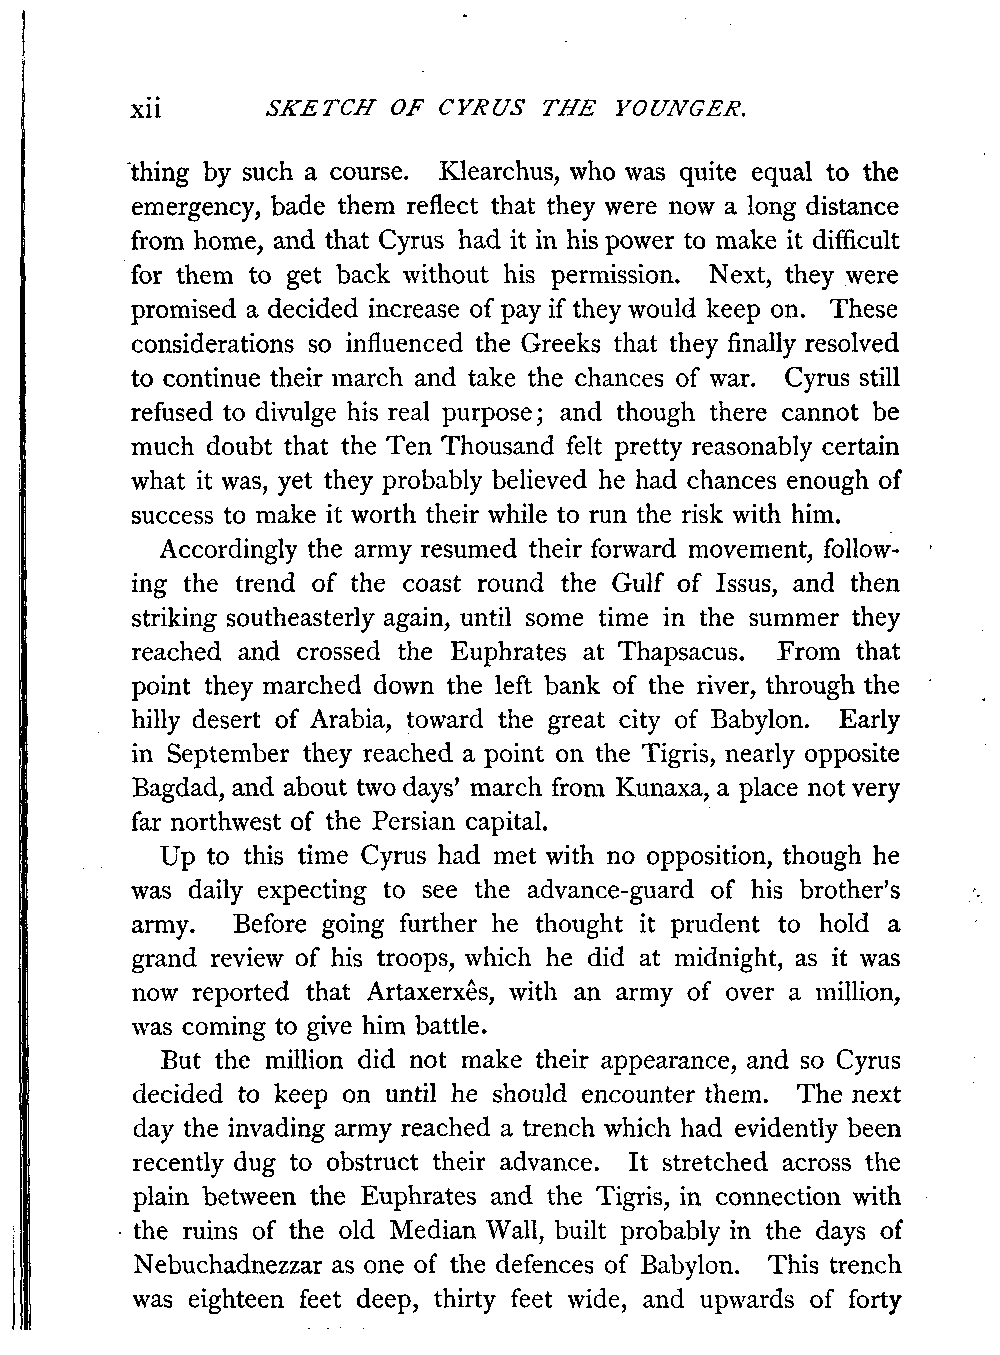 xii SKETCH OF CYRUS THE YOUNGER.
thing by such a course. Klearchus, who was quite equal to the
emergency, bade them reflect that they were now a long distance
from home, and that Cyrus had it in his power to make it difficult
for them to get back without his permission. Next, they were
promised a decided increase of pay if they would keep on. These
considerations so influenced the Greeks that they finally resolved
to continue their march and take the chances of war. Cyrus still
refused to divulge his real purpose; and though there cannot be
much doubt that the Ten Thousand felt pretty reasonably certain
what it was, yet they probably believed he had chances enough of
success to make it worth their while to run the risk with him.
Accordingly the army resumed their forward movement, follow-
ing the trend of the coast round the Gulf of Issus, and then
striking southeasterly again, until some time in the summer they
reached and crossed the Euphrates at Thapsacus. From that
point they marched down the left bank of the river, through the
hilly desert of Arabia, toward the great city of Babylon. Early
in September they reached a point on the Tigris, nearly opposite
Bagdad, and about two days' march from Kunaxa, a place not very
far northwest of the Persian capital.
Up to this time Cyrus had met with no opposition, though he
was daily expecting to see the advance-guard of his brother's
army. Before going further he thought it prudent to hold a
grand review of his troops, which he did at midnight, as it was
now reported that Artaxerxês, with an army of over a million,
was coming to give him battle.
But the million did not make their appearance, and so Cyrus
decided to keep on until he should encounter them. The next
day the invading army reached a trench which had evidently been
recently dug to obstruct their advance. It stretched across the
plain between the Euphrates and the Tigris, in connection with
the ruins of the old Median Wall, built probably in the days of
Nebuchadnezzar as one of the defences of Babylon. This trench
was eighteen feet deep, thirty feet wide, and upwards of forty